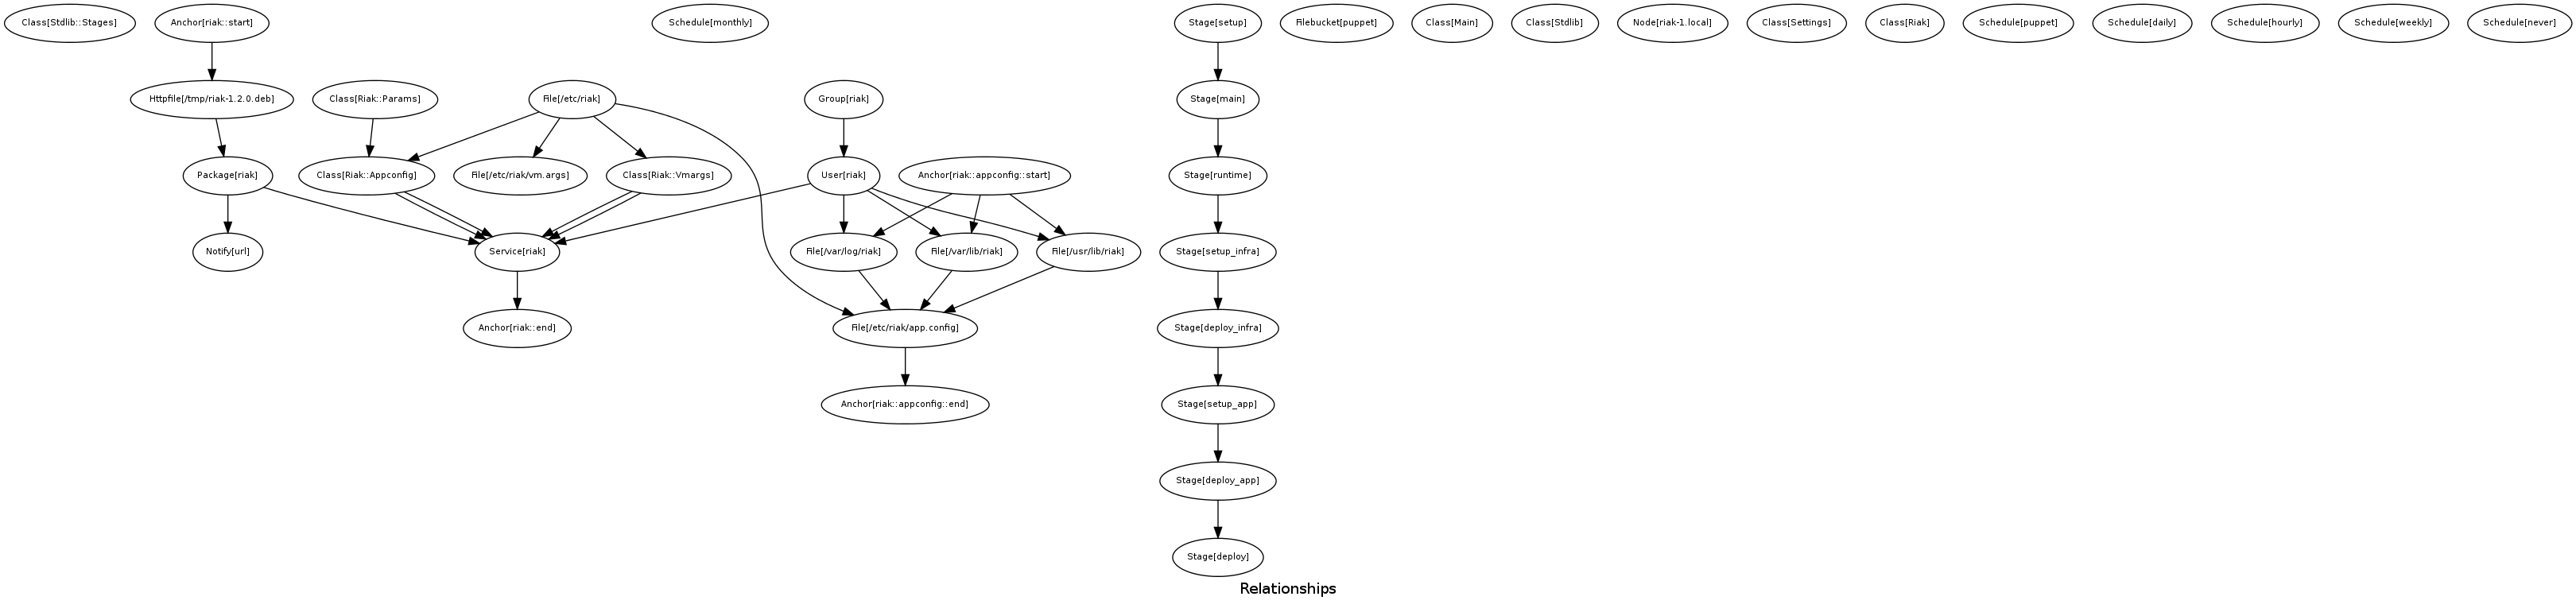 Class[Stdlib::Stages]
Anchor[riak::start]
Schedule[monthly]
Stage[setup]
Filebucket[puppet]
Class[Main]
Class[Stdlib]
Node[riak-1.local]
Class[Settings]
Class[Riak]
Schedule[puppet]
Schedule[daily]
Schedule[hourly]
Schedule[weekly]
Schedule[never]
Httpfile[/tmp/riak-1.2.0.deb]
Class[Riak::Params]
File[/etc/riak]
Group[riak]
Stage[main]
Package[riak]
Class[Riak::Appconfig]
File[/etc/riak/vm.args]
Class[Riak::Vmargs]
User[riak]
Anchor[riak::appconfig::start]
Stage[runtime]
Notify[url]
Service[riak]
File[/var/log/riak]
File[/var/lib/riak]
File[/usr/lib/riak]
Stage[setup_infra]
Anchor[riak::end]
File[/etc/riak/app.config]
Stage[deploy_infra]
Anchor[riak::appconfig::end]
Stage[setup_app]
Stage[deploy_app]
Stage[deploy]
Relationships